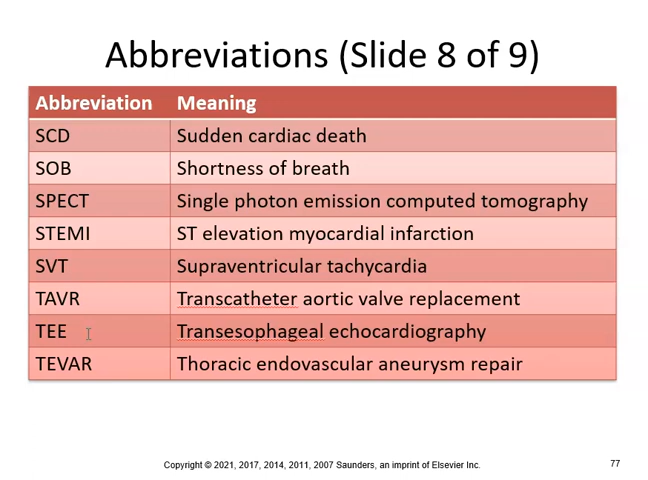 Abbreviations (Slide 8 of 9)
Abbreviation Meaning
SCD Sudden cardiac death
SOB Shortness of breath
SPECT Single photon emission computed tomography
STEMI ST elevation myocardial infarction
SVT Supraventricular tachycardia
TAVR Transcatheter aortic valve replacement
TEE Transesophageal echocardiography
TEVAR Thoracic endovascular aneurysm repair
Copyright © 2021, 2017, 2014, 2011, 2007 Saunders, an imprint of Elsevier Inc. 77